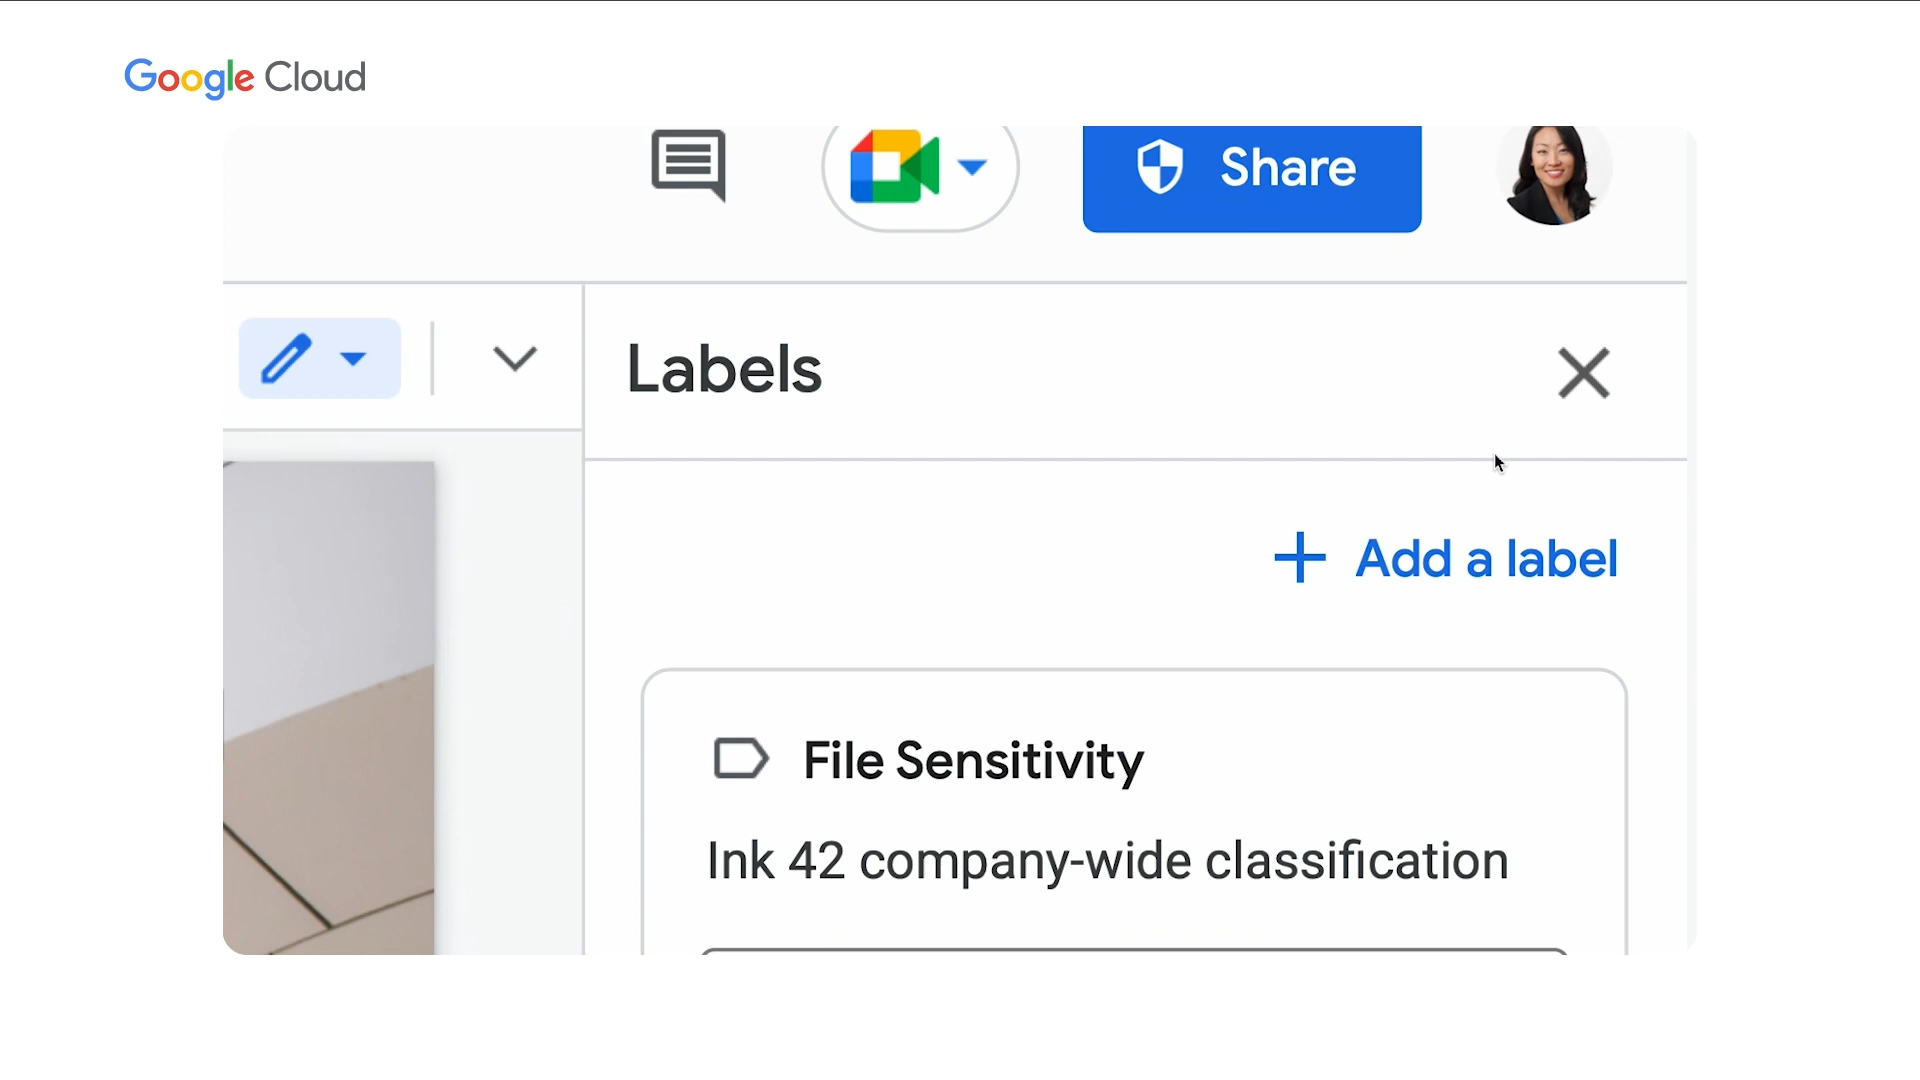 Google Cloud
Share
Labels
Add a label
File Sensitivity
Ink 42 company-wide classification